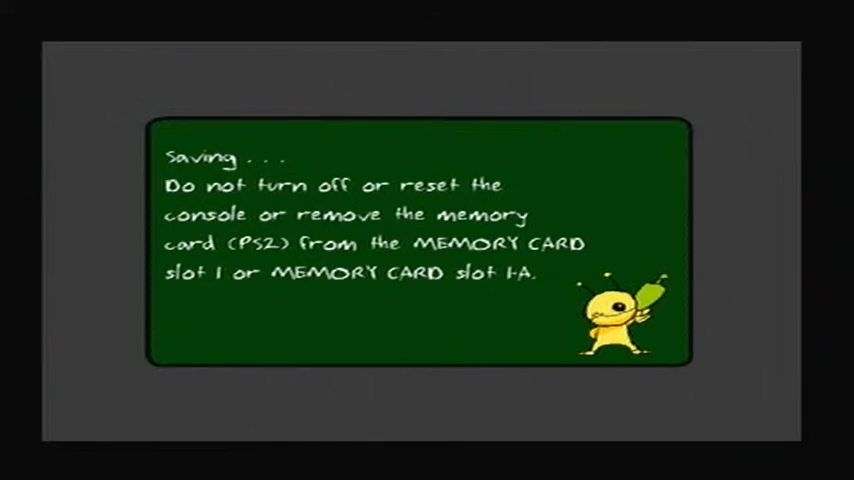 Saving . . .
Do not turn off or reset the
console or remove the memory
card (PS2) from the MEMORY CARD
slot 1 or MEMORY CARD slot 1-A.